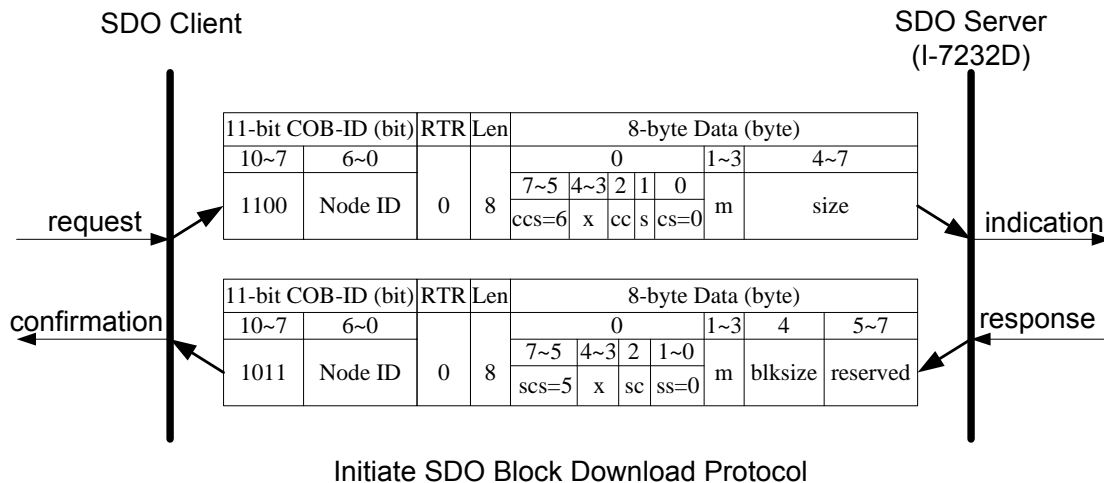 SDO Client
SDO Server
(I-7232D)
11-bit COB-ID (bit) RTR Len 8-byte Data (byte)
10~7 6~0 0 1~3 4~7
7~5 4~3 2 1 0
1100 Node ID 0 8 ccs=6 x cc s cs=0 m size
request
indication
11-bit COB-ID (bit) RTR Len 8-byte Data (byte)
10~7 6~0 0 1~3 4 5~7
7~5 4~3 2 1~0
1011 Node ID 0 8 scs=5 x sc ss=0 m blksize reserved
confirmation
response
Initiate SDO Block Download Protocol